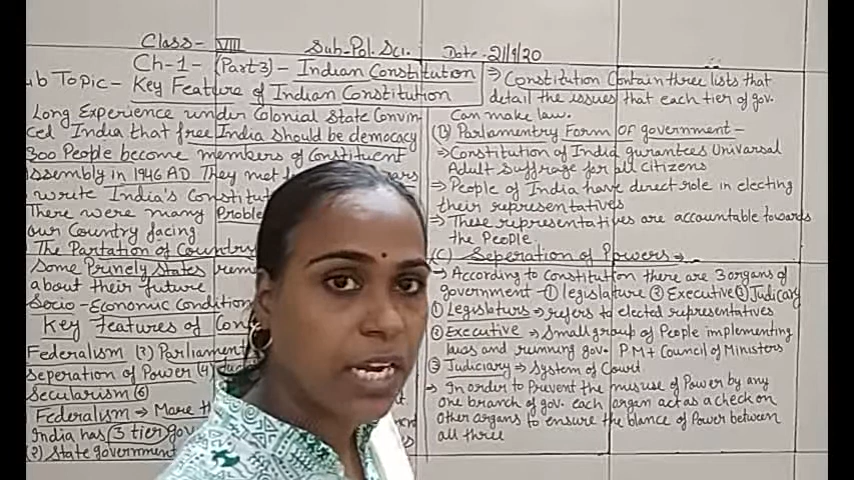 Class- VIII Sub-Pol. Sci. Date- 21/9/20
Ch-1- (Part 3)- Indian Constitution
ub Topic- Key Feature of Indian Constitution
Long Experience under Colonial State Convin-
ced India that free India should be democacy
300 People become members of Constituent
Assembly in 1946 AD They met
write India's Constitu
There were many Proble
our Country facing
The Partation of Country
Some Prinely States rem
about their future
Socio-Economic Condition
Key Features of Con
Federalism (3) Parliament
Seperation of Power (4)
Secularism (6)
Federalism → More th
India has 3 tier gov
(2) State government
⇒ Constitution Contain three lists that
detail the issues that each tier of gov.
Can make law.
(B) Parliamentry Form of government-
⇒ Constitution of India gurantees Universal
Adult Suffrage for all citizens
→ People of India have direct role in electing
their representatives
→ These representatives are accountable towards
the People
(C) Seperation of Powers→
→ According to Constitution there are 3 organs of
government - ① legislature ② Executive ③ Judicary
① Legislaturs → refers to elected representatives
② Executive → Small group of People implementing
laws and running gov. PM + Council of Ministers
③ Judiciary → System of Court.
→ In order to Prevent the misuse of Power by any
one branch of gov. each organ act as a check on
Other organs to ensure the blance of Power between
all three